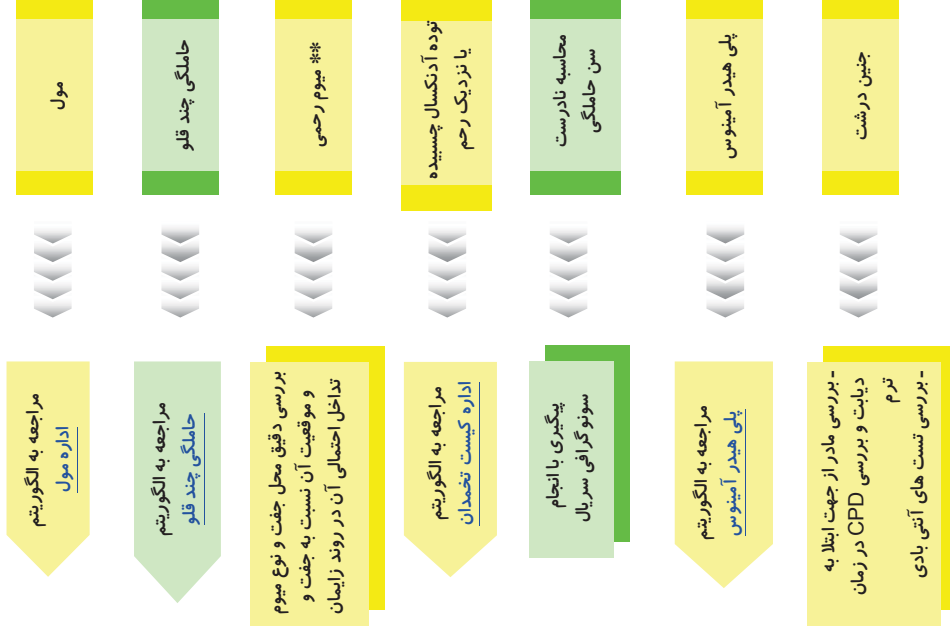 مول
مراجعه به الگوریتم
اداره مول
حاملگی چند قلو
مراجعه به الگوریتم
حاملگی چند قلو
** میوم رحمی
بررسی دقیق محل جفت و نوع میوم
و موقعیت آن نسبت به جفت و
تداخل احتمالی آن در روند زایمان
توده آدنکسال چسبیده
یا نزدیک رحم
مراجعه به الگوریتم
اداره کیست تخمدان
محاسبه نادرست
سن حاملگی
پیگیری با انجام
سونوگرافی سریال
پلی هیدر آمینوس
مراجعه به الگوریتم
پلی هیدر آمینوس
جنین درشت
ـ بررسی مادر از جهت ابتلا به
دیابت و بررسی CPD در زمان
ترم
ـ بررسی تست های آنتی بادی